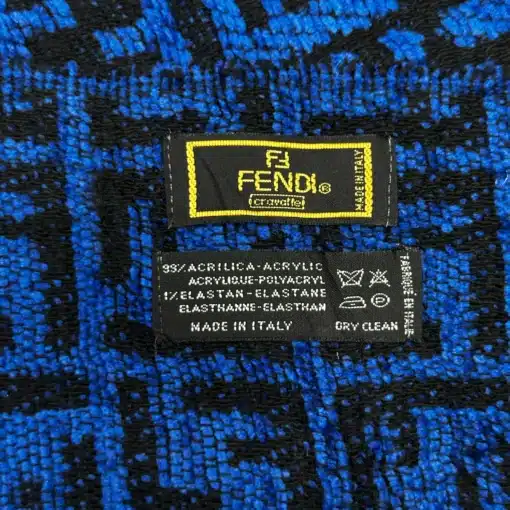 FENDI®
cravatte
MADE IN ITALY
99% ACRILICA-ACRYLIC
ACRYLIQUE-POLYACRYL
1% ELASTAN-ELASTANE
ELASTHANNE-ELASTHAN
MADE IN ITALY
DRY CLEAN
FABRIQUE EN ITALIE